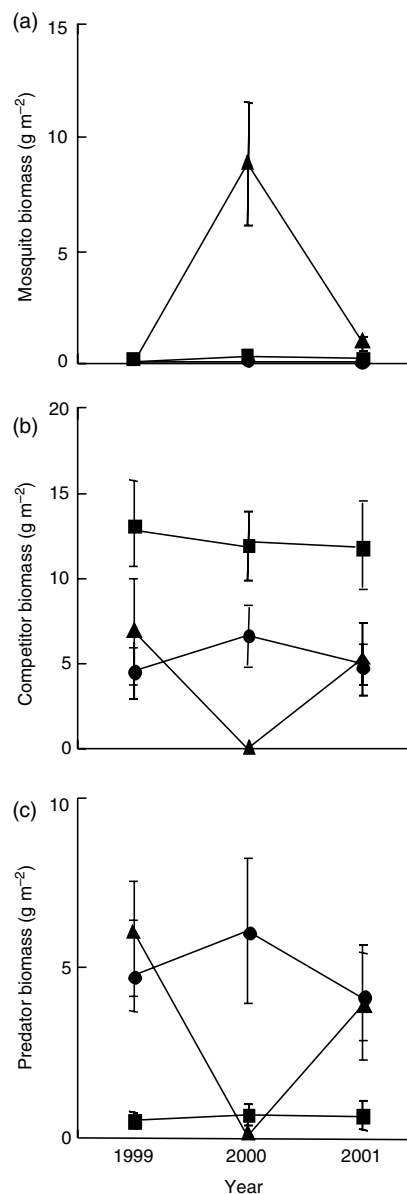 (a)
15
10
5
0
Mosquito biomass (g m⁻²)
(b)
20
15
10
5
0
Competitor biomass (g m⁻²)
(c)
10
5
0
Predator biomass (g m⁻²)
1999 2000 2001
Year